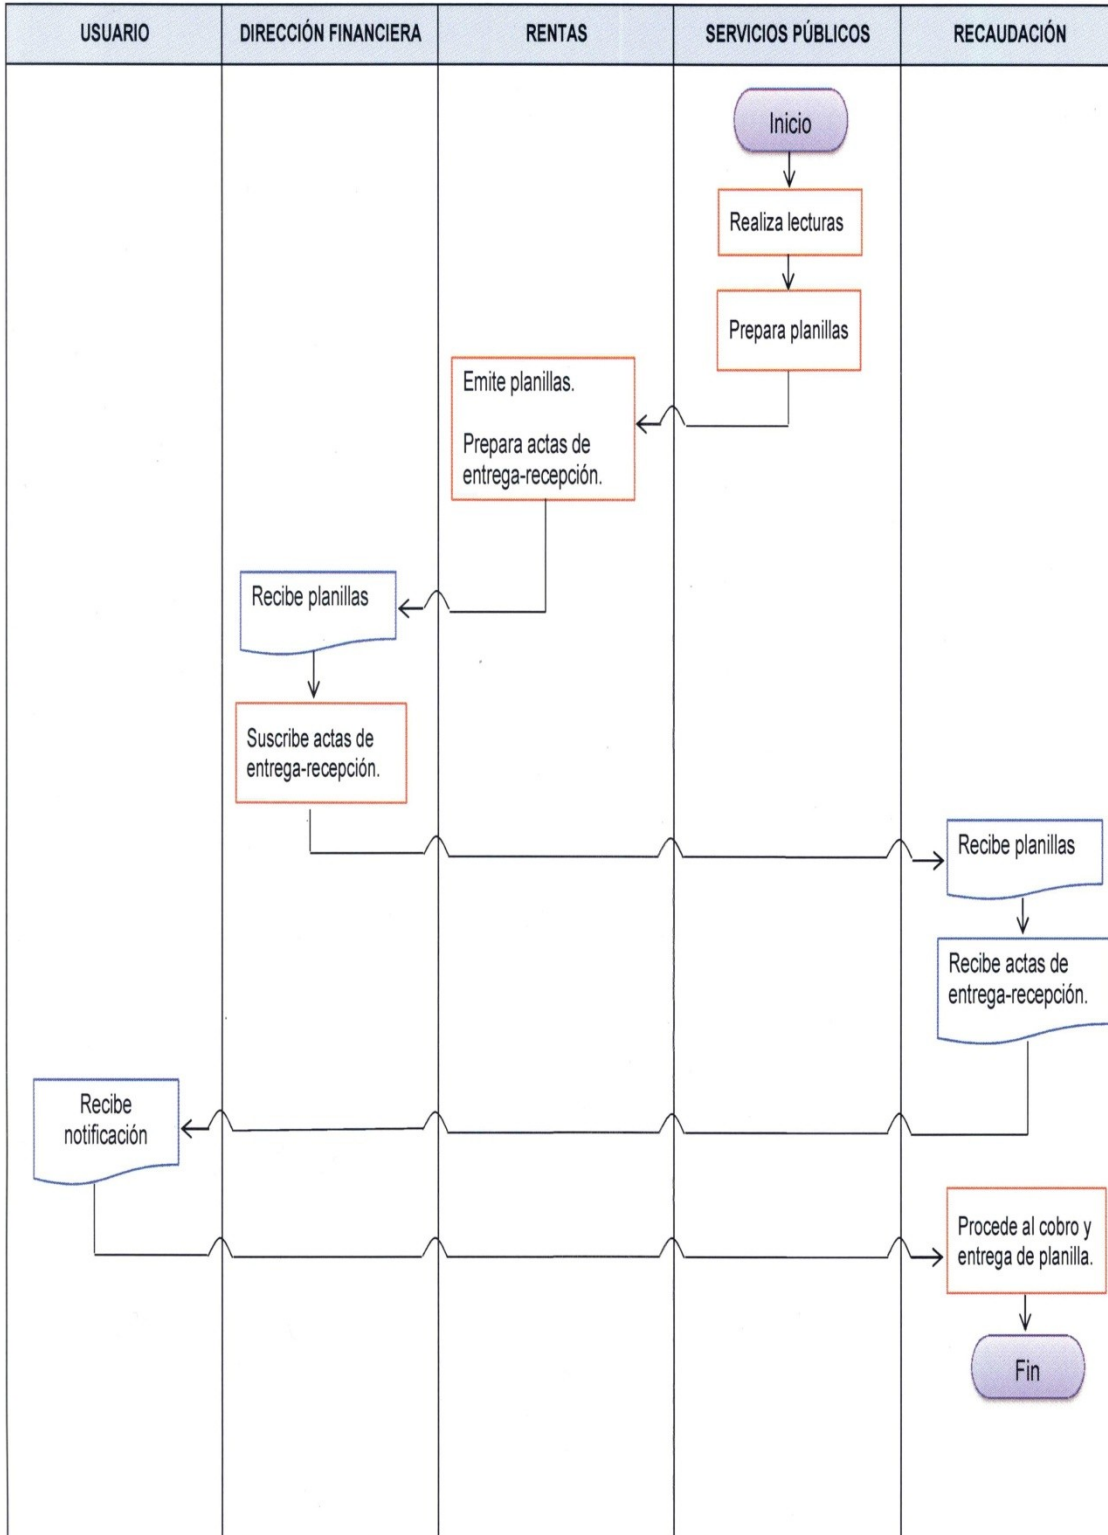 USUARIO
DIRECCIÓN FINANCIERA
RENTAS
SERVICIOS PÚBLICOS
RECAUDACIÓN
Inicio
Realiza lecturas
Prepara planillas
Emite planillas.
Prepara actas de
entrega-recepción.
Recibe planillas
Suscribe actas de
entrega-recepción.
Recibe planillas
Recibe actas de
entrega-recepción.
Recibe
notificación
Procede al cobro y
entrega de planilla.
Fin